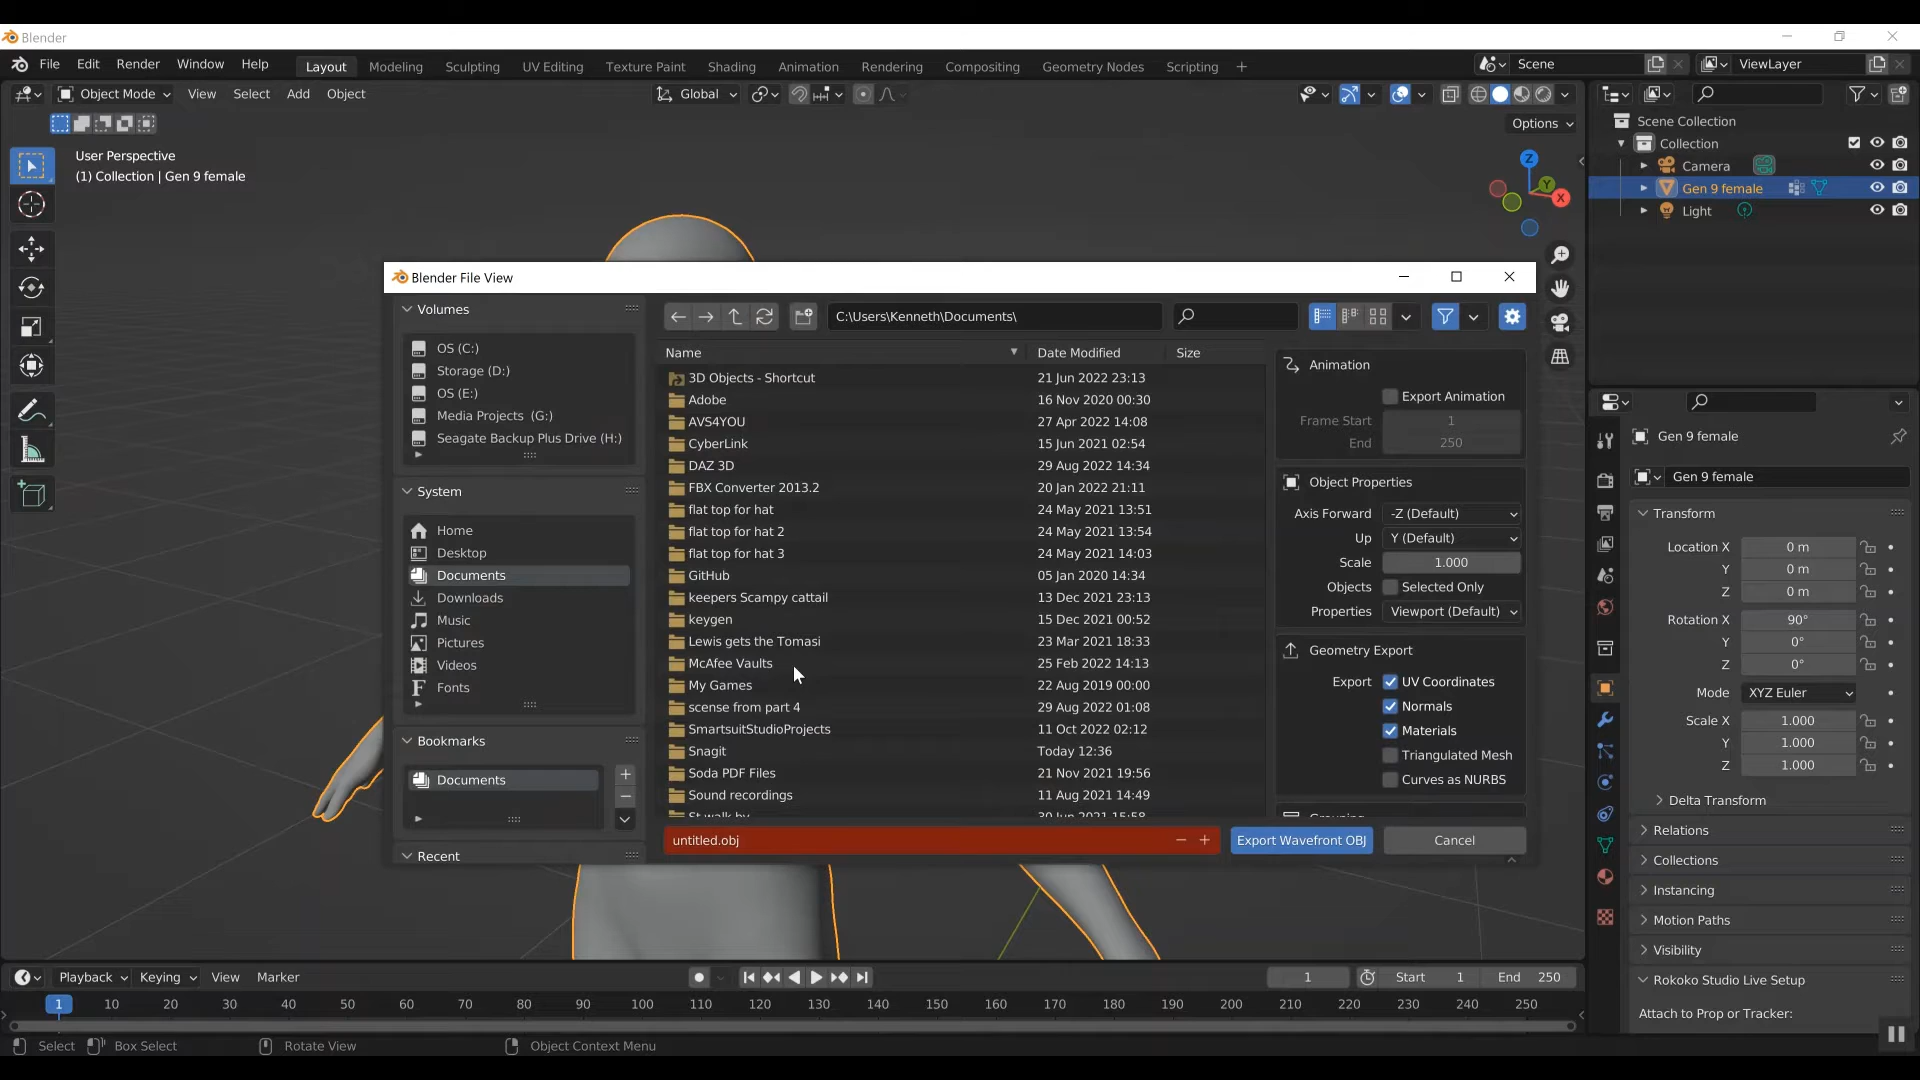 Blender
File Edit Render Window Help Layout Modeling Sculpting UV Editing Texture Paint Shading Animation Rendering Compositing Geometry Nodes Scripting + Scene ViewLayer
Object Mode View Select Add Object Global
Options
User Perspective
(1) Collection | Gen 9 female
Z
Y
X
Scene Collection
Collection
Camera
Gen 9 female
Light
Blender File View
Volumes
OS (C:)
Storage (D:)
OS (E:)
Media Projects (G:)
Seagate Backup Plus Drive (H:)
System
Home
Desktop
Documents
Downloads
Music
Pictures
Videos
Fonts
Bookmarks
Documents
Recent
C:\Users\Kenneth\Documents\
Name Date Modified Size
3D Objects - Shortcut 21 Jun 2022 23:13
Adobe 16 Nov 2020 00:30
AVS4YOU 27 Apr 2022 14:08
CyberLink 15 Jun 2021 02:54
DAZ 3D 29 Aug 2022 14:34
FBX Converter 2013.2 20 Jan 2022 21:11
flat top for hat 24 May 2021 13:51
flat top for hat 2 24 May 2021 13:54
flat top for hat 3 24 May 2021 14:03
GitHub 05 Jan 2020 14:34
keepers Scampy cattail 13 Dec 2021 23:13
keygen 15 Dec 2021 00:52
Lewis gets the Tomasi 23 Mar 2021 18:33
McAfee Vaults 25 Feb 2022 14:13
My Games 22 Aug 2019 00:00
scense from part 4 29 Aug 2022 01:08
SmartsuitStudioProjects 11 Oct 2022 02:12
Snagit Today 12:36
Soda PDF Files 21 Nov 2021 19:56
Sound recordings 11 Aug 2021 14:49
untitled.obj
Export Wavefront OBJ Cancel
Animation
Export Animation
Frame Start 1
End 250
Object Properties
Axis Forward -Z (Default)
Up Y (Default)
Scale 1.000
Objects Selected Only
Properties Viewport (Default)
Geometry Export
Export UV Coordinates
Normals
Materials
Triangulated Mesh
Curves as NURBS
Gen 9 female
Gen 9 female
Transform
Location X 0 m
Y 0 m
Z 0 m
Rotation X 90°
Y 0°
Z 0°
Mode XYZ Euler
Scale X 1.000
Y 1.000
Z 1.000
Delta Transform
Relations
Collections
Instancing
Motion Paths
Visibility
Rokoko Studio Live Setup
Attach to Prop or Tracker:
Playback Keying View Marker 1 Start 1 End 250
1 10 20 30 40 50 60 70 80 90 100 110 120 130 140 150 160 170 180 190 200 210 220 230 240 250
Select Box Select Rotate View Object Context Menu